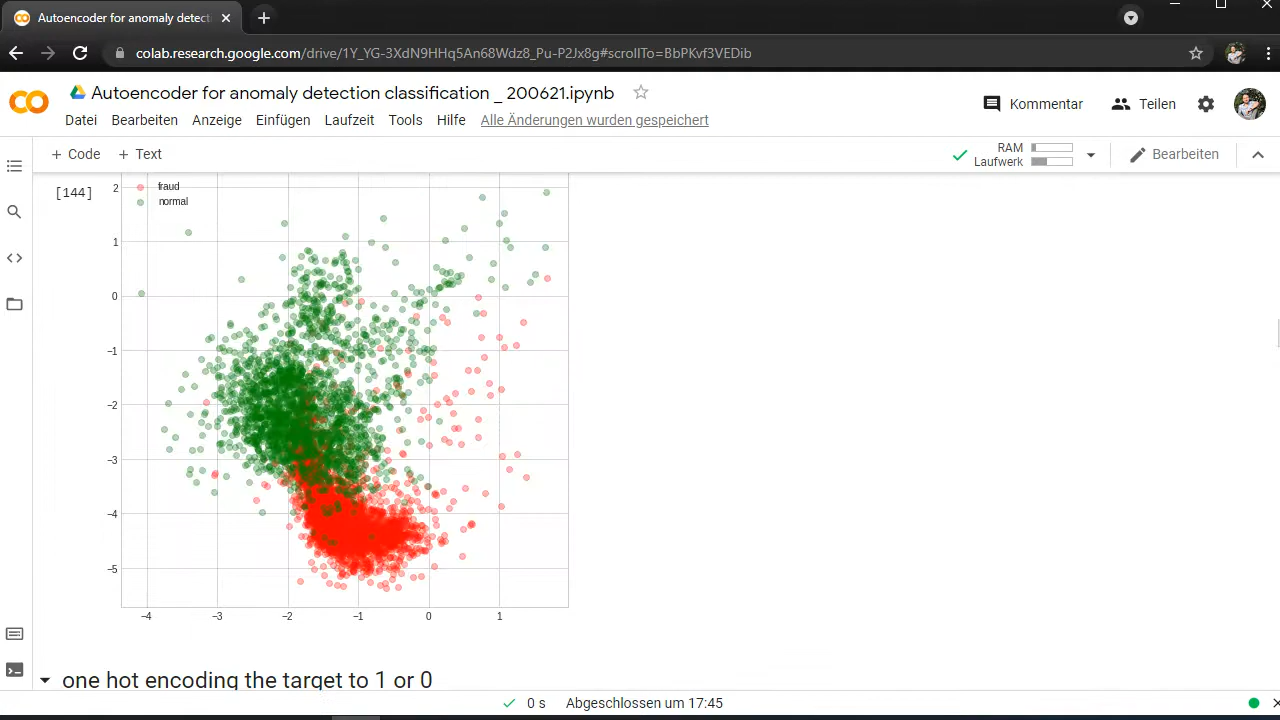 Autoencoder for anomaly detecti
colab.research.google.com/drive/1Y_YG-3XdN9HHq5An68Wdz8_Pu-P2Jx8g#scrollTo=BbPKvf3VEDib
Autoencoder for anomaly detection classification _ 200621.ipynb
Kommentar
Teilen
Datei Bearbeiten Anzeige Einfügen Laufzeit Tools Hilfe Alle Änderungen wurden gespeichert
+ Code + Text
RAM
Laufwerk
Bearbeiten
[144]
fraud
normal
2
1
0
−1
−2
−3
−4
−5
−4 −3 −2 −1 0 1
one hot encoding the target to 1 or 0
0 s Abgeschlossen um 17:45